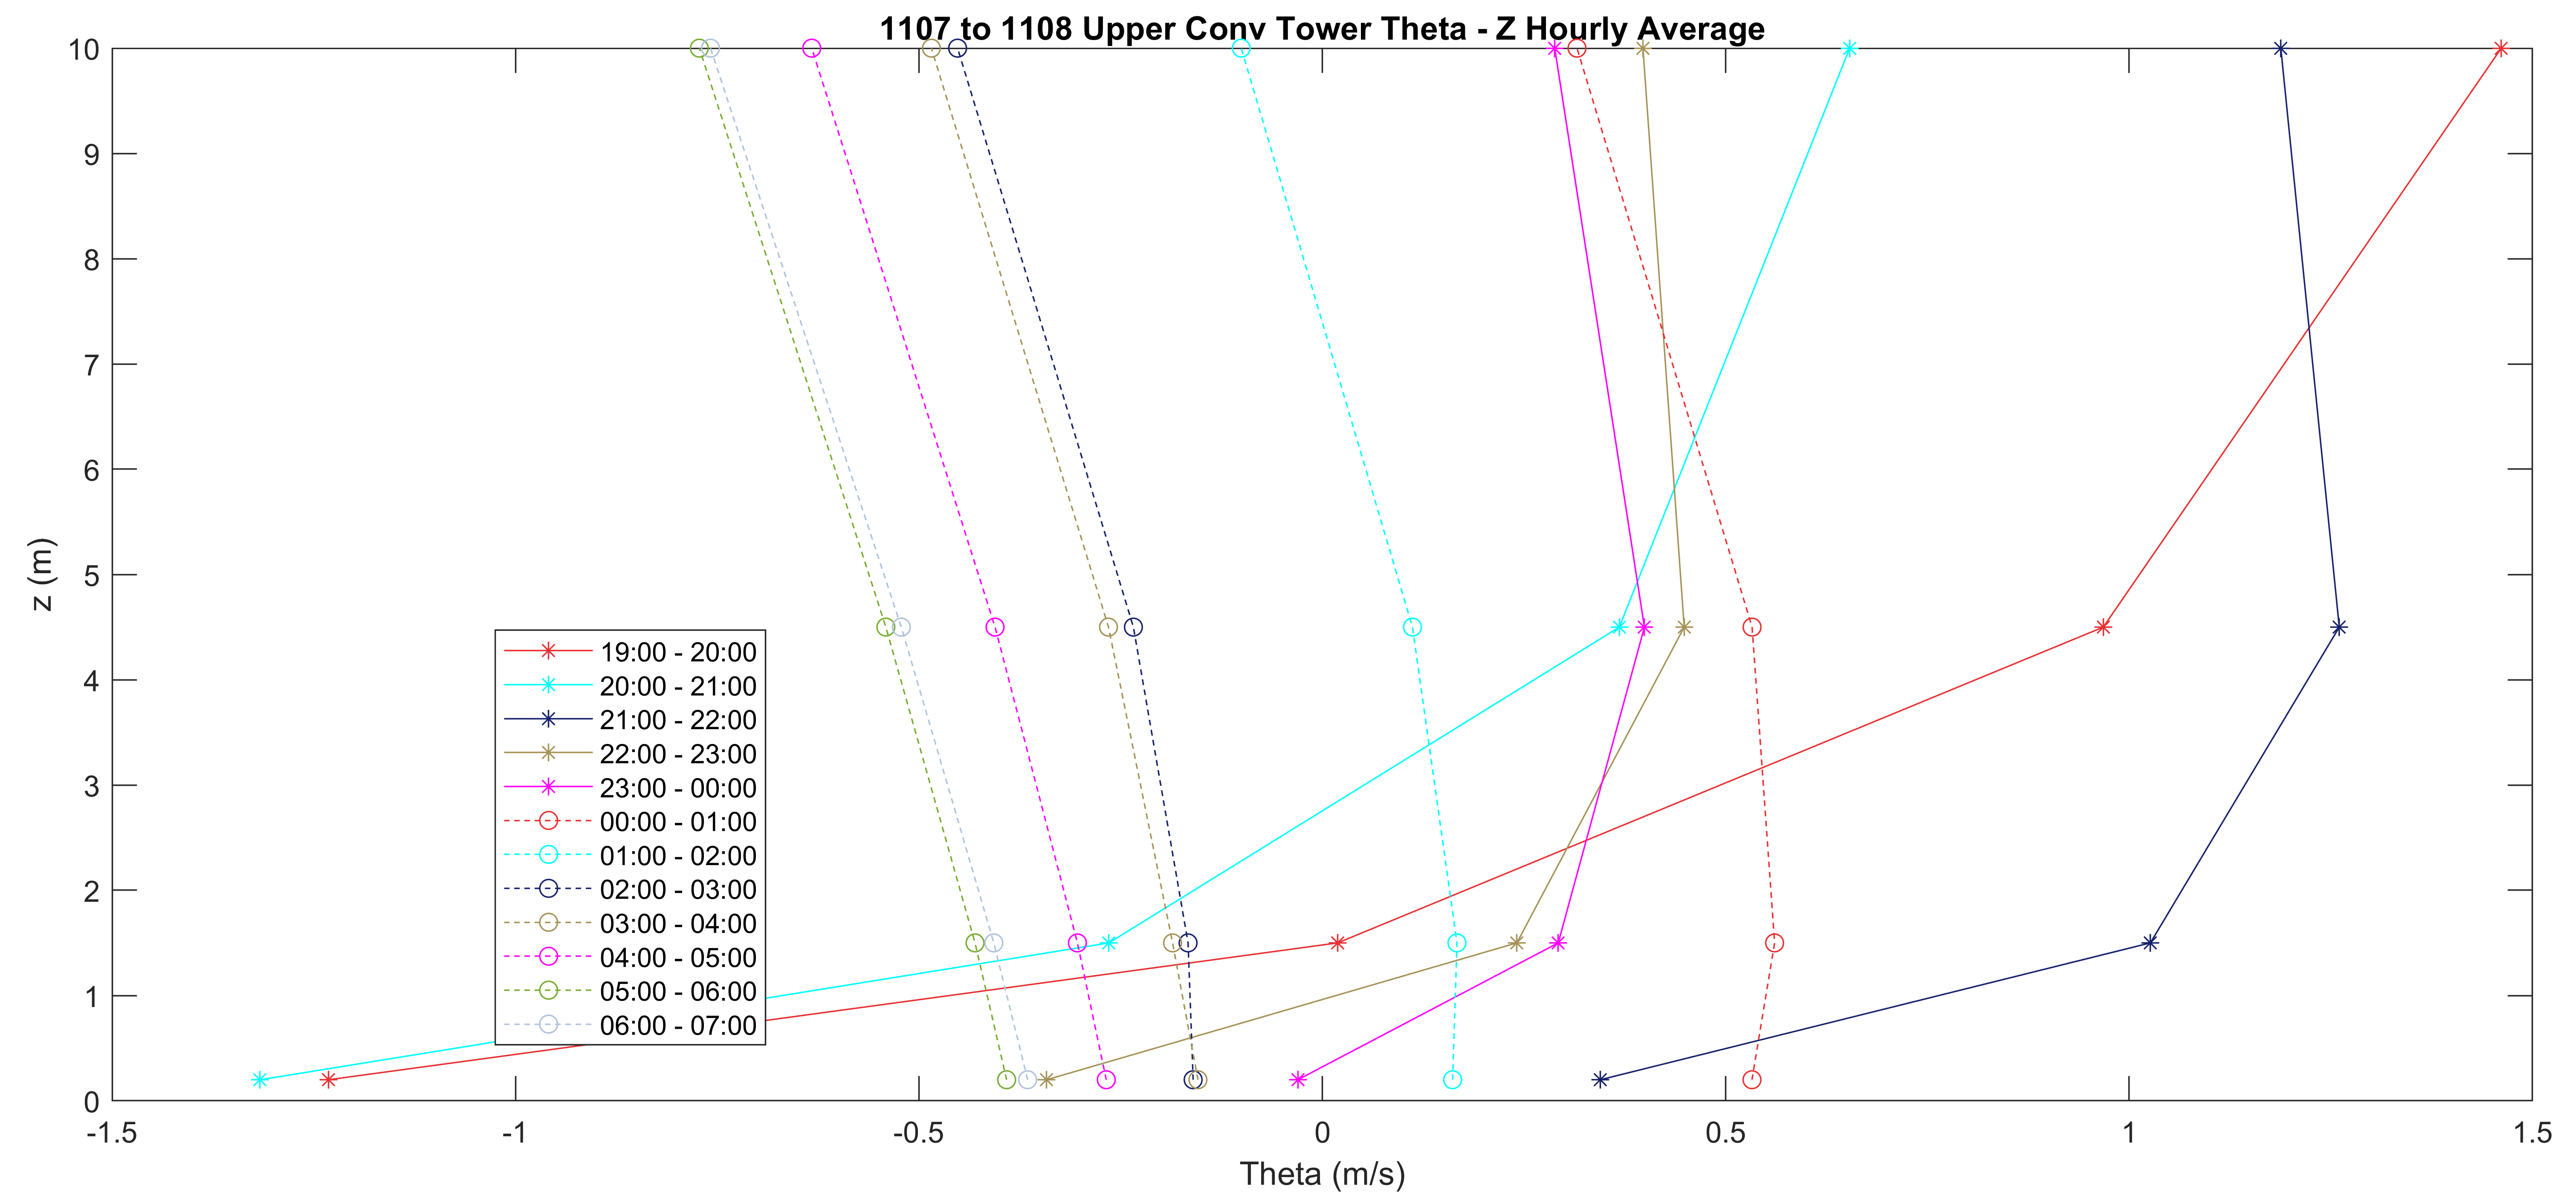 1107 to 1108 Upper Conv Tower Theta - Z Hourly Average
10
9
8
7
6
5
4
3
2
1
0
z (m)
19:00 - 20:00
20:00 - 21:00
21:00 - 22:00
22:00 - 23:00
23:00 - 00:00
00:00 - 01:00
01:00 - 02:00
02:00 - 03:00
03:00 - 04:00
04:00 - 05:00
05:00 - 06:00
06:00 - 07:00
-1.5 -1 -0.5 0 0.5 1 1.5
Theta (m/s)